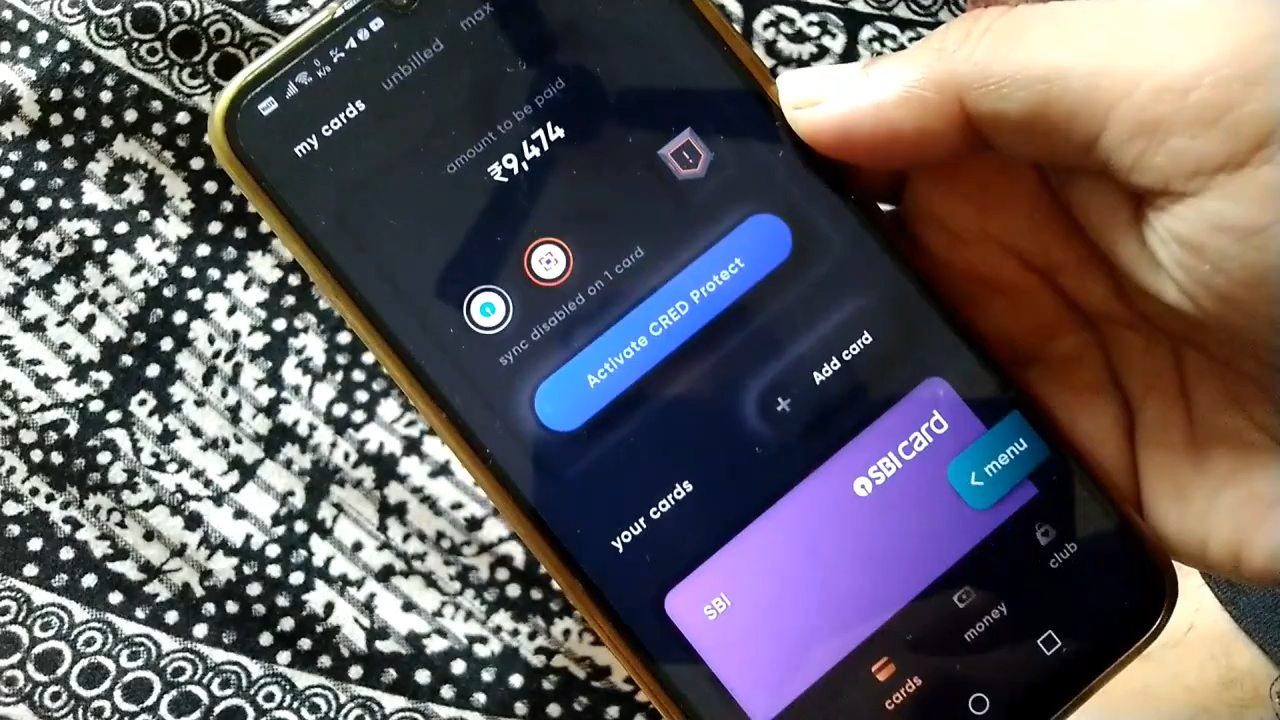 my cards unbilled max
amount to be paid
₹9,474
sync disabled on 1 card
Activate CRED Protect
+ Add card
your cards
SBI card
SBI
< menu
cards money club